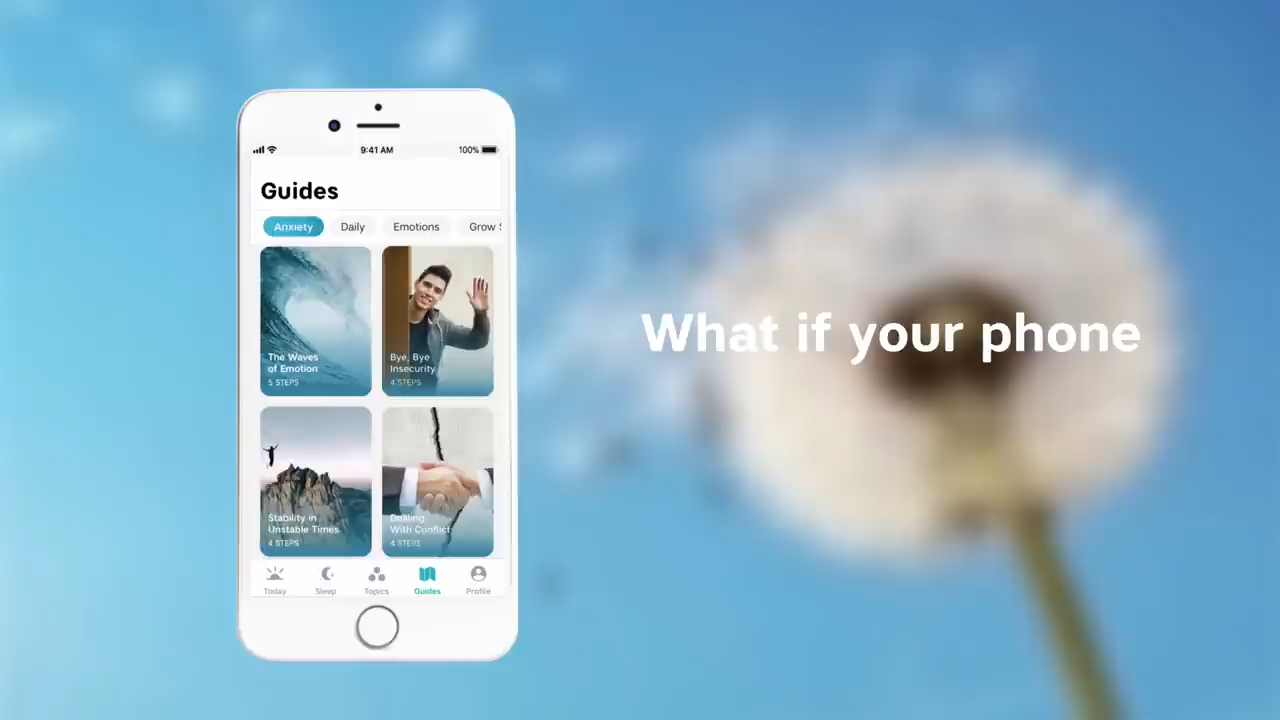 9:41 AM
100%
Guides
Anxiety
Daily
Emotions
Grow
The Waves
of Emotion
5 STEPS
Bye, Bye
Insecurity
4 STEPS
Stability in
Unstable Times
4 STEPS
Dealing
With Conflict
4 STEPS
Today
Sleep
Topics
Guides
Profile
What if your phone